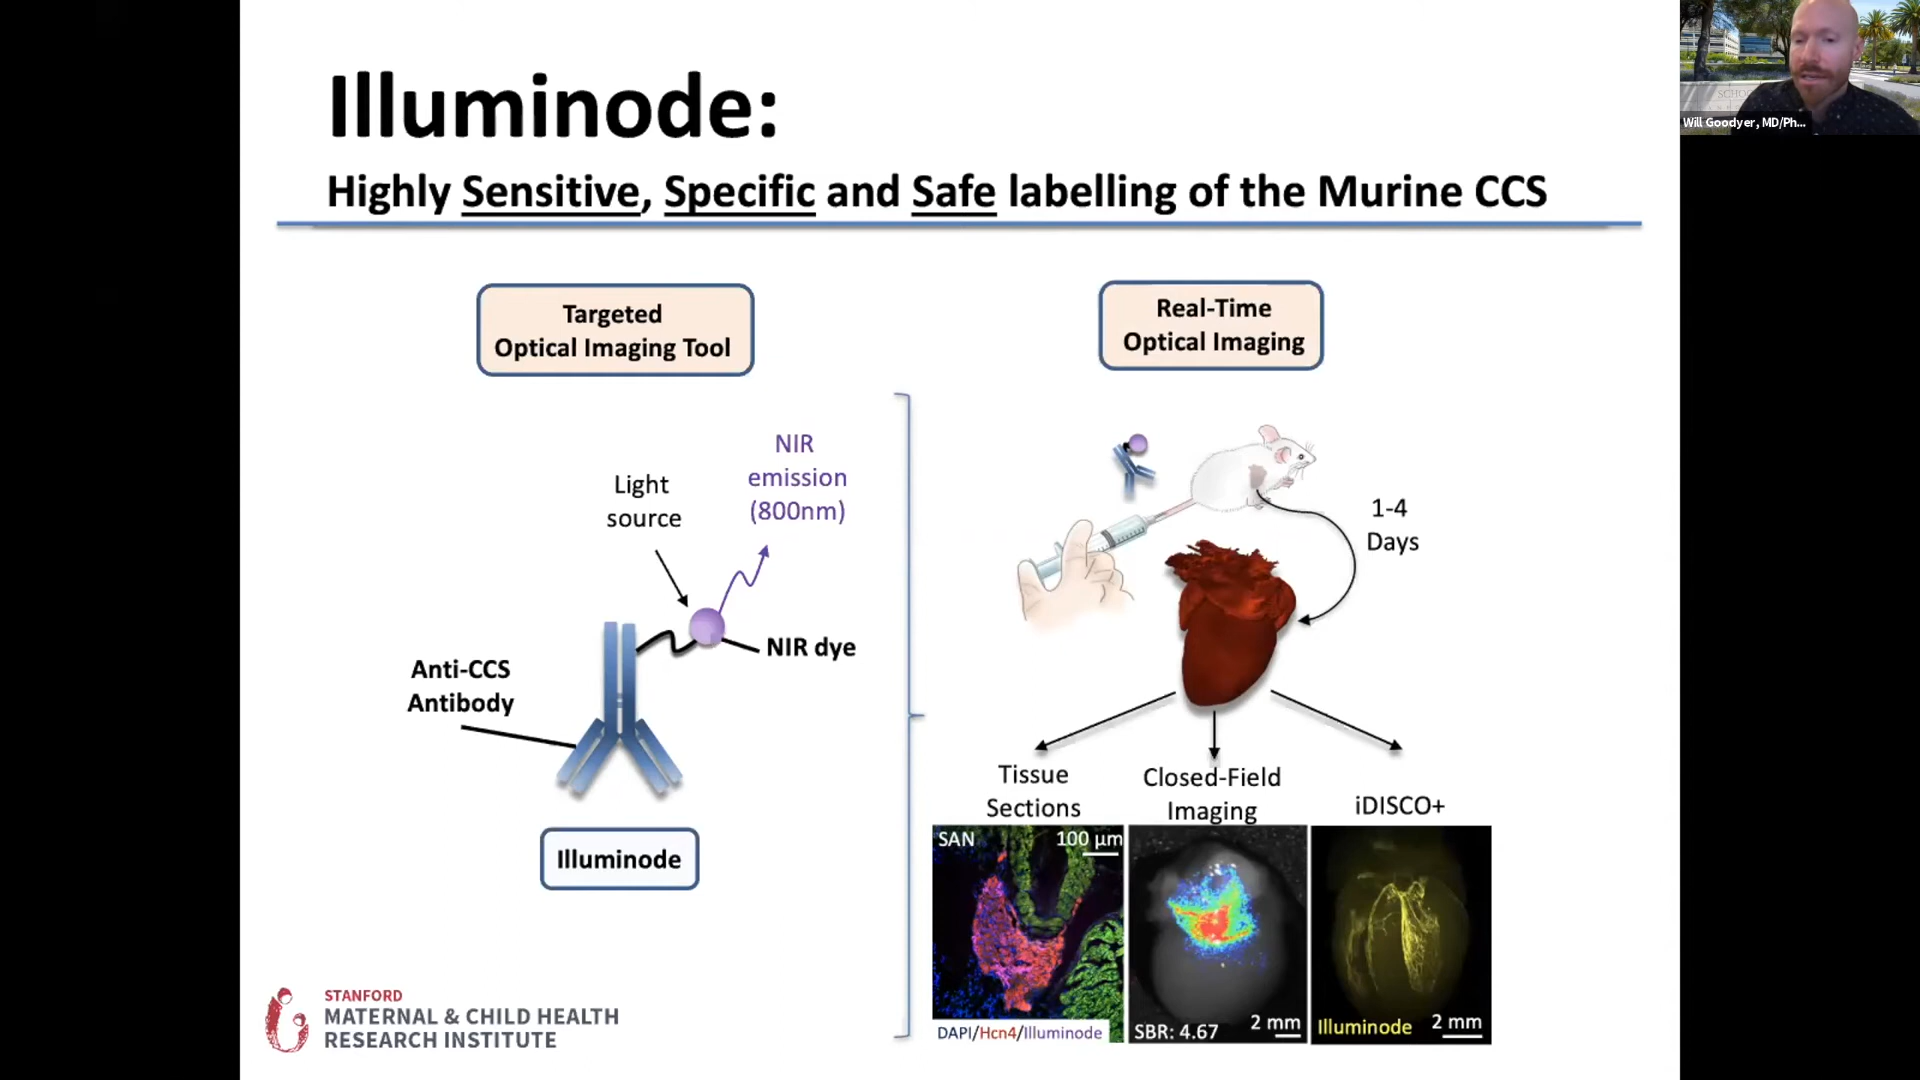 Illuminode:
Highly Sensitive, Specific and Safe labelling of the Murine CCS
Targeted
Optical Imaging Tool
Light
source
NIR
emission
(800nm)
NIR dye
Anti-CCS
Antibody
Illuminode
Real-Time
Optical Imaging
1-4
Days
Tissue
Sections
Closed-Field
Imaging
iDISCO+
SAN
100 µm
DAPI/Hcn4/Illuminode
SBR: 4.67
2 mm
Illuminode
2 mm
STANFORD
MATERNAL & CHILD HEALTH
RESEARCH INSTITUTE
Will Goodyer, MD/Ph...